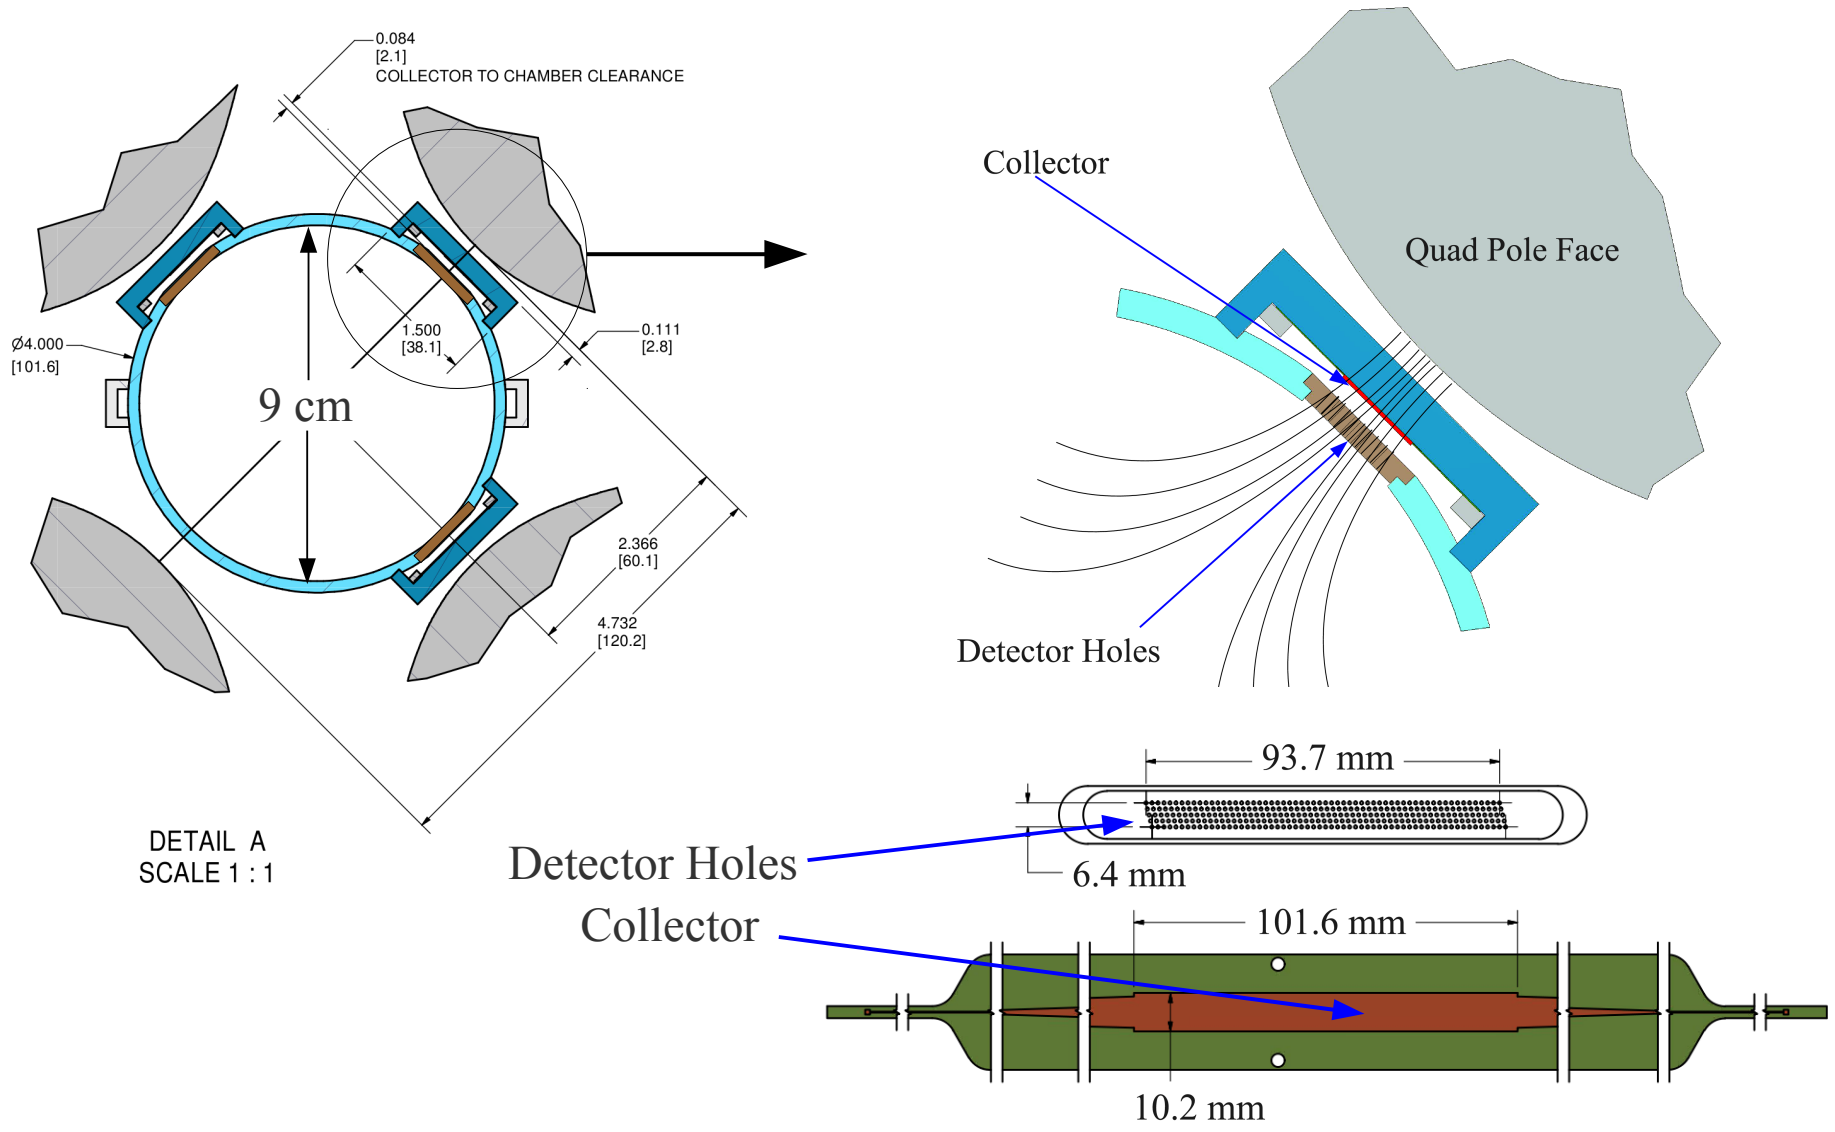 0.084
[2.1]
COLLECTOR TO CHAMBER CLEARANCE
Collector
Quad Pole Face
1.500
[38.1]
0.111
[2.8]
Ø4.000
[101.6]
9 cm
2.366
[60.1]
4.732
[120.2]
Detector Holes
DETAIL A
SCALE 1 : 1
93.7 mm
Detector Holes
6.4 mm
Collector
101.6 mm
10.2 mm